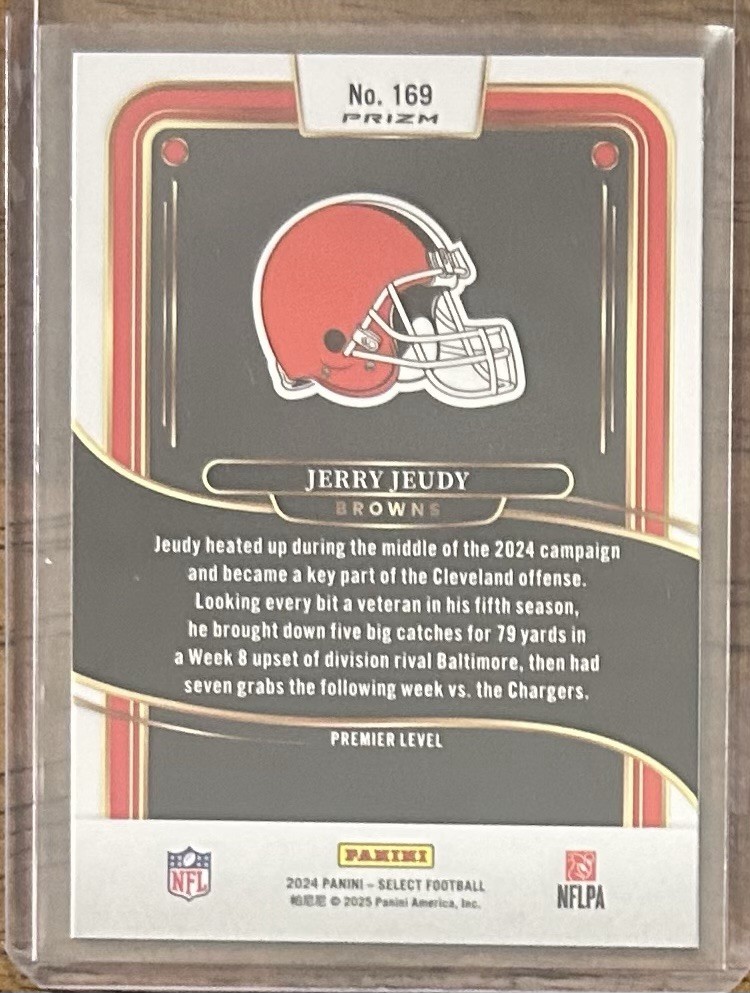 No. 169
PRIZM
JERRY JEUDY
BROWNS
Jeudy heated up during the middle of the 2024 campaign
and became a key part of the Cleveland offense.
Looking every bit a veteran in his fifth season,
he brought down five big catches for 79 yards in
a Week 8 upset of division rival Baltimore, then had
seven grabs the following week vs. the Chargers.
PREMIER LEVEL
NFL
PANINI
2024 PANINI – SELECT FOOTBALL
帕尼尼 © 2025 Panini America, Inc.
NFLPA